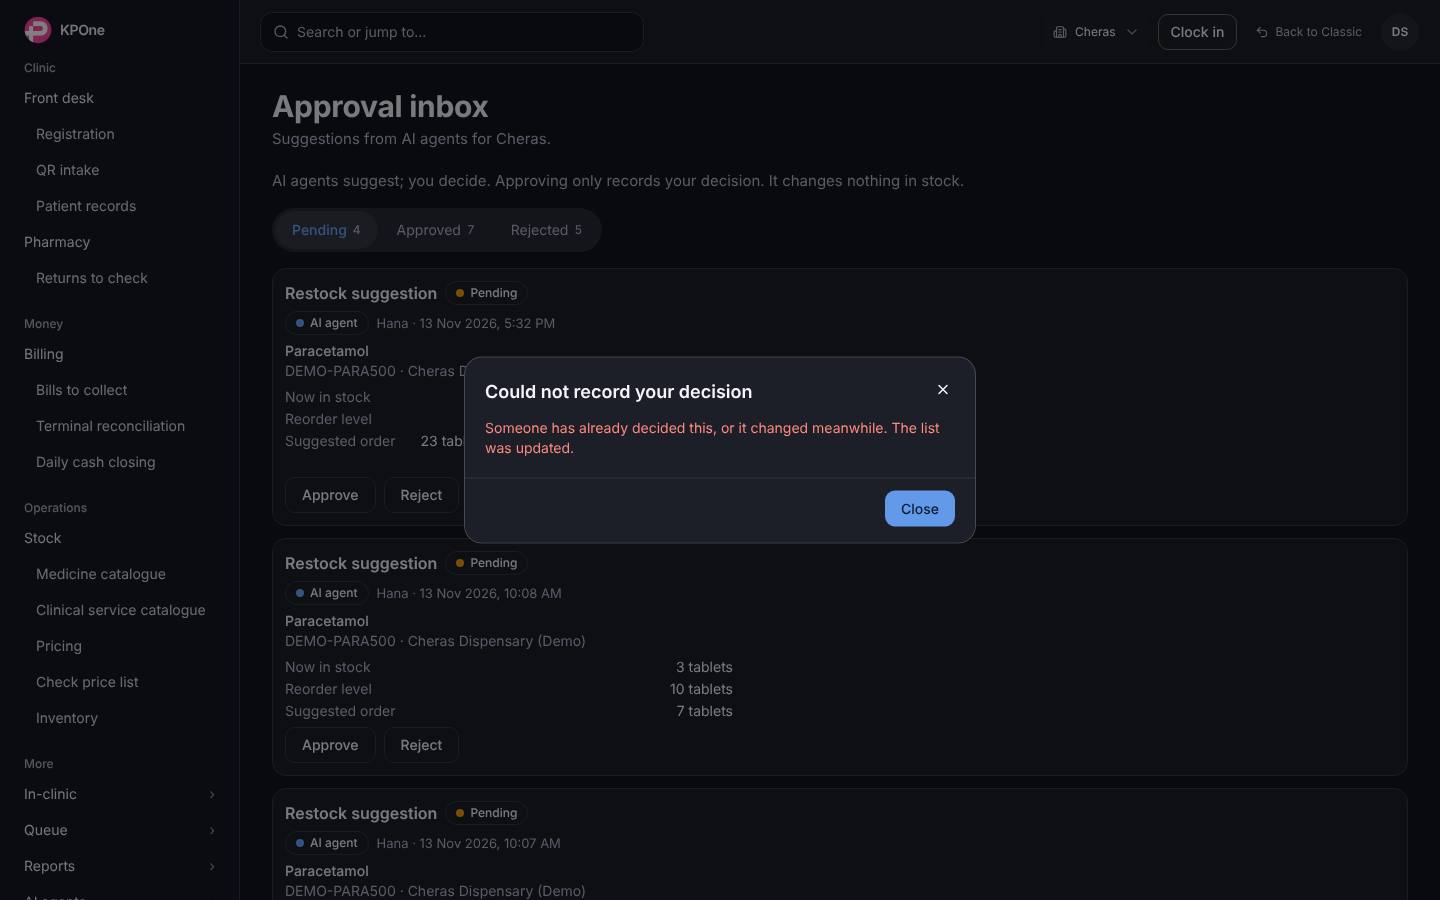 KPOne
Search or jump to...
Cheras
Clock in
Back to Classic
DS
Clinic
Front desk
Registration
QR intake
Patient records
Pharmacy
Returns to check
Money
Billing
Bills to collect
Terminal reconciliation
Daily cash closing
Operations
Stock
Medicine catalogue
Clinical service catalogue
Pricing
Check price list
Inventory
More
In-clinic
Queue
Reports
AI agents
Approval inbox
Suggestions from AI agents for Cheras.
AI agents suggest; you decide. Approving only records your decision. It changes nothing in stock.
Pending 4 Approved 7 Rejected 5
Restock suggestion Pending
AI agent Hana · 13 Nov 2026, 5:32 PM
Paracetamol
DEMO-PARA500 · Cheras
Now in stock
Reorder level
Suggested order 23
Approve Reject
Could not record your decision
Someone has already decided this, or it changed meanwhile. The list
was updated.
Close
Restock suggestion Pending
AI agent Hana · 13 Nov 2026, 10:08 AM
Paracetamol
DEMO-PARA500 · Cheras Dispensary (Demo)
Now in stock 3 tablets
Reorder level 10 tablets
Suggested order 7 tablets
Approve Reject
Restock suggestion Pending
AI agent Hana · 13 Nov 2026, 10:07 AM
Paracetamol
DEMO-PARA500 · Cheras Dispensary (Demo)